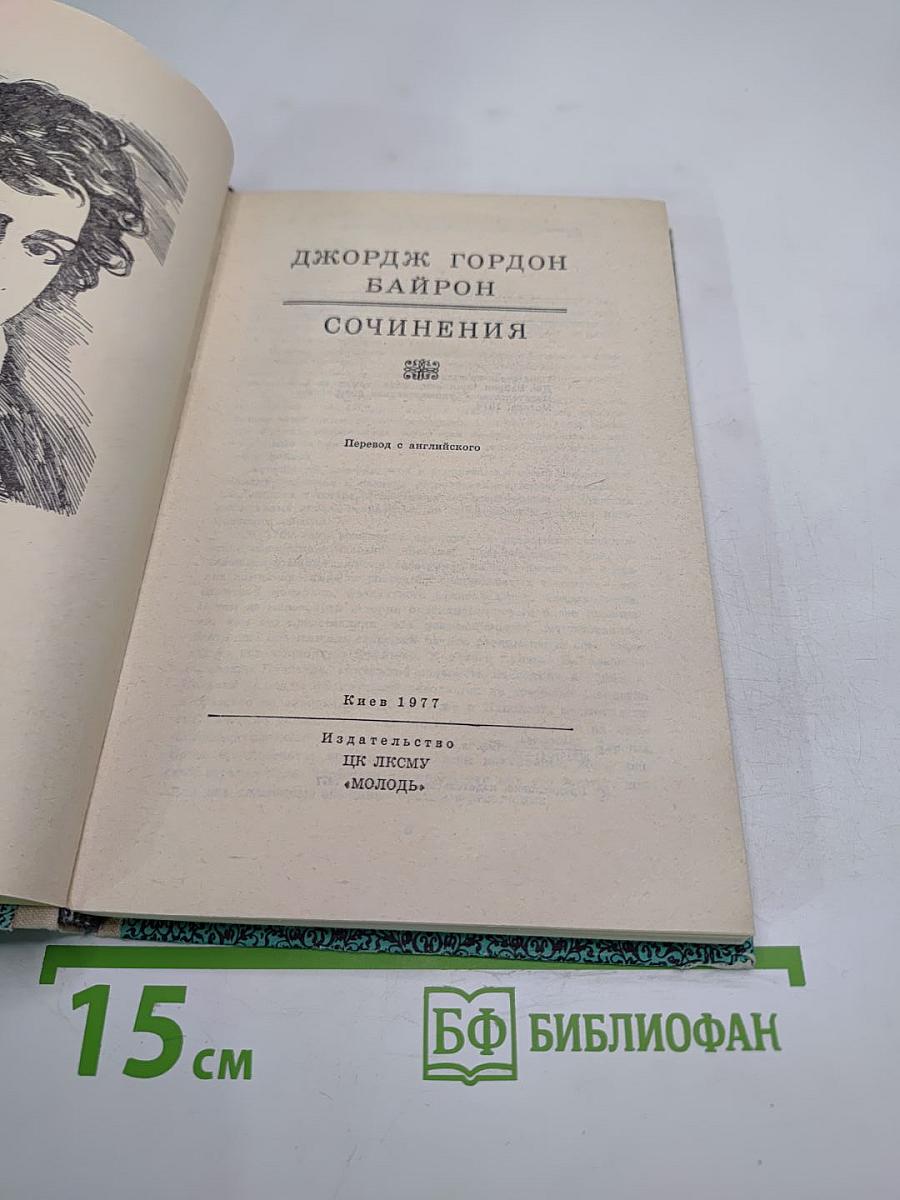 ДЖОРДЖ ГОРДОН
БАЙРОН
СОЧИНЕНИЯ
Перевод с английского
Киев 1977
Издательство
ЦК ЛКСМУ
«МОЛОДЬ»
15 см
БФ БИБЛИОФАН